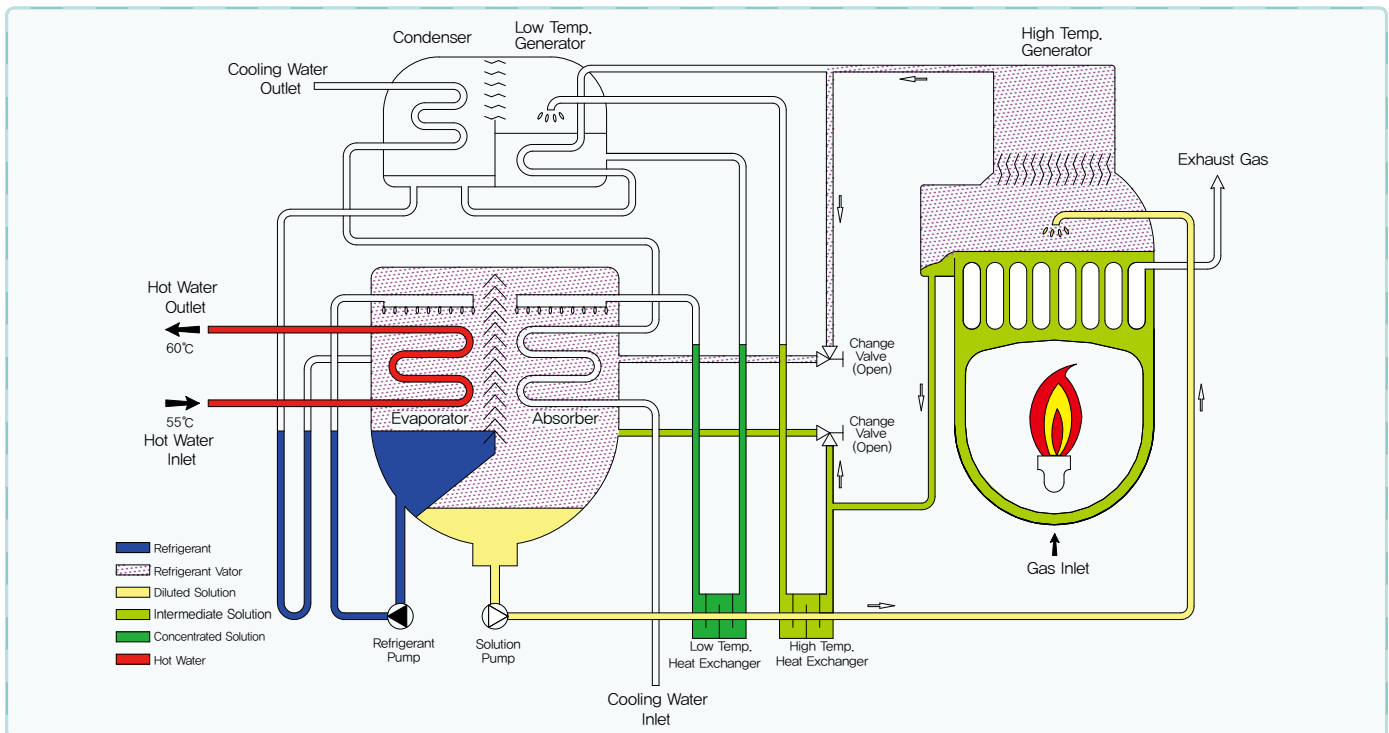 Condenser
Low Temp.
Generator
High Temp.
Generator
Cooling Water
Outlet
Exhaust Gas
Hot Water
Outlet
60℃
55℃
Hot Water
Inlet
Evaporator
Absorber
Change
Valve
(Open)
Change
Valve
(Open)
Gas Inlet
Refrigerant
Refrigerant Vator
Diluted Solution
Intermediate Solution
Concentrated Solution
Hot Water
Refrigerant
Pump
Solution
Pump
Low Temp.
Heat Exchanger
High Temp.
Heat Exchanger
Cooling Water
Inlet